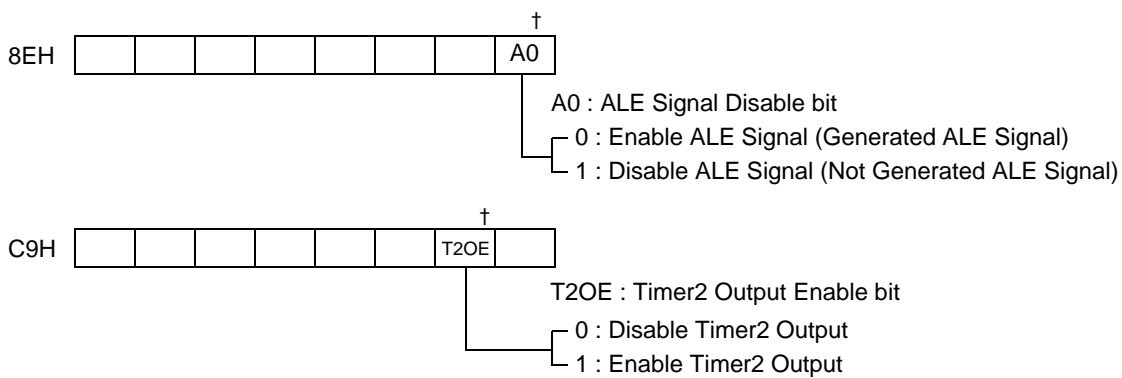 †
8EH A0
A0 : ALE Signal Disable bit
0 : Enable ALE Signal (Generated ALE Signal)
1 : Disable ALE Signal (Not Generated ALE Signal)
†
C9H T2OE
T2OE : Timer2 Output Enable bit
0 : Disable Timer2 Output
1 : Enable Timer2 Output